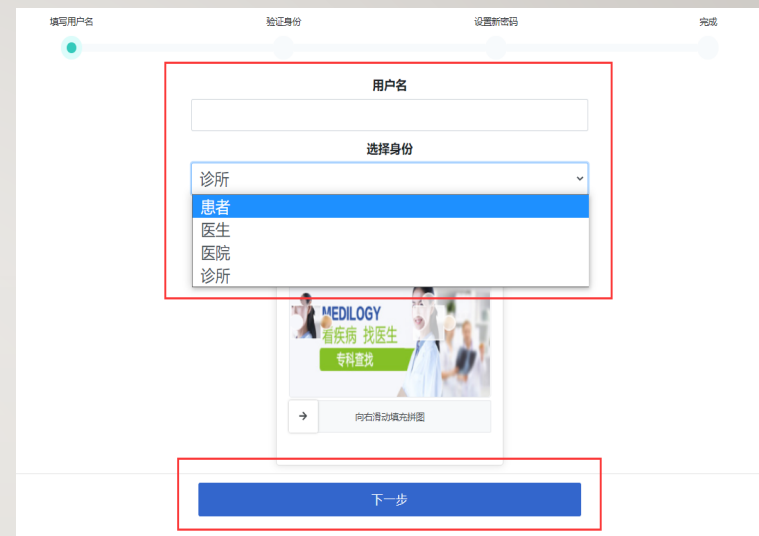 填写用户名 验证身份 设置新密码 完成
用户名
选择身份
诊所
患者
医生
医院
诊所
MEDILOGY
看疾病 找医生
专科查找
向右滑动填充拼图
下一步